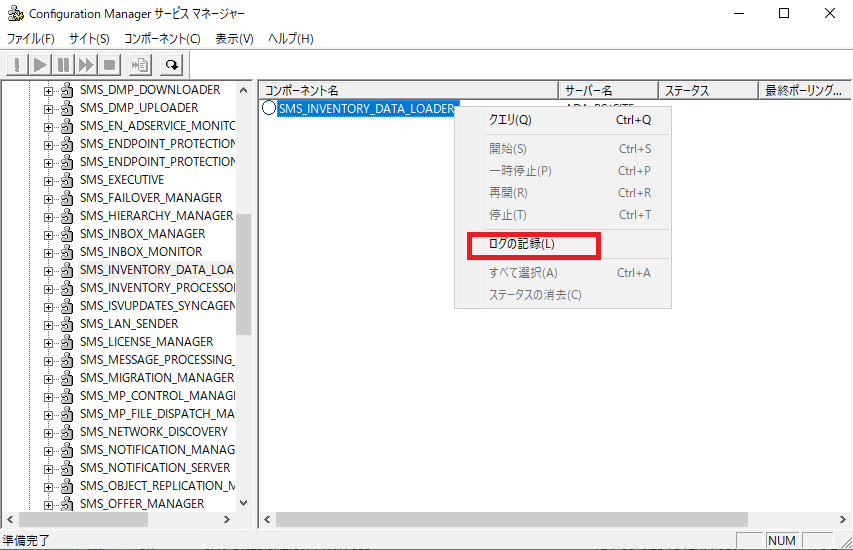 Configuration Manager サービス マネージャー
ファイル(F) サイト(S) コンポーネント(C) 表示(V) ヘルプ(H)
SMS_DMP_DOWNLOADER
SMS_DMP_UPLOADER
SMS_EN_ADSERVICE_MONITO
SMS_ENDPOINT_PROTECTION
SMS_ENDPOINT_PROTECTION
SMS_EXECUTIVE
SMS_FAILOVER_MANAGER
SMS_HIERARCHY_MANAGER
SMS_INBOX_MANAGER
SMS_INBOX_MONITOR
SMS_INVENTORY_DATA_LOA
SMS_INVENTORY_PROCESSO
SMS_ISVUPDATES_SYNCAGEN
SMS_LAN_SENDER
SMS_LICENSE_MANAGER
SMS_MESSAGE_PROCESSING_
SMS_MIGRATION_MANAGER
SMS_MP_CONTROL_MANAG
SMS_MP_FILE_DISPATCH_MA
SMS_NETWORK_DISCOVERY
SMS_NOTIFICATION_MANAG
SMS_NOTIFICATION_SERVER
SMS_OBJECT_REPLICATION_M
SMS_OFFER_MANAGER
コンポーネント名 サーバー名 ステータス 最終ポーリング...
SMS_INVENTORY_DATA_LOADER
クエリ(Q) Ctrl+Q
開始(S) Ctrl+S
一時停止(P) Ctrl+P
再開(R) Ctrl+R
停止(T) Ctrl+T
ログの記録(L)
すべて選択(A) Ctrl+A
ステータスの消去(C)
準備完了 NUM